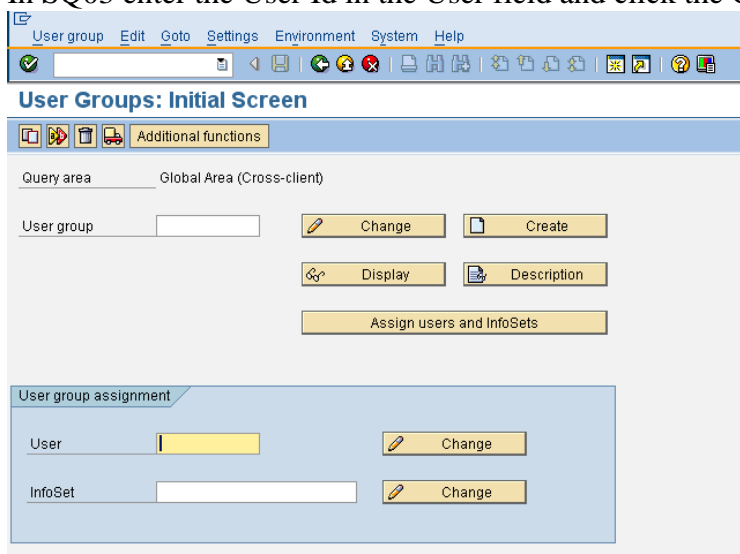 In SQ03 enter the User Id in the User field and click the
User group Edit Goto Settings Environment System Help
User Groups: Initial Screen
Additional functions
Query area Global Area (Cross-client)
User group Change Create
Display Description
Assign users and InfoSets
User group assignment
User Change
InfoSet Change